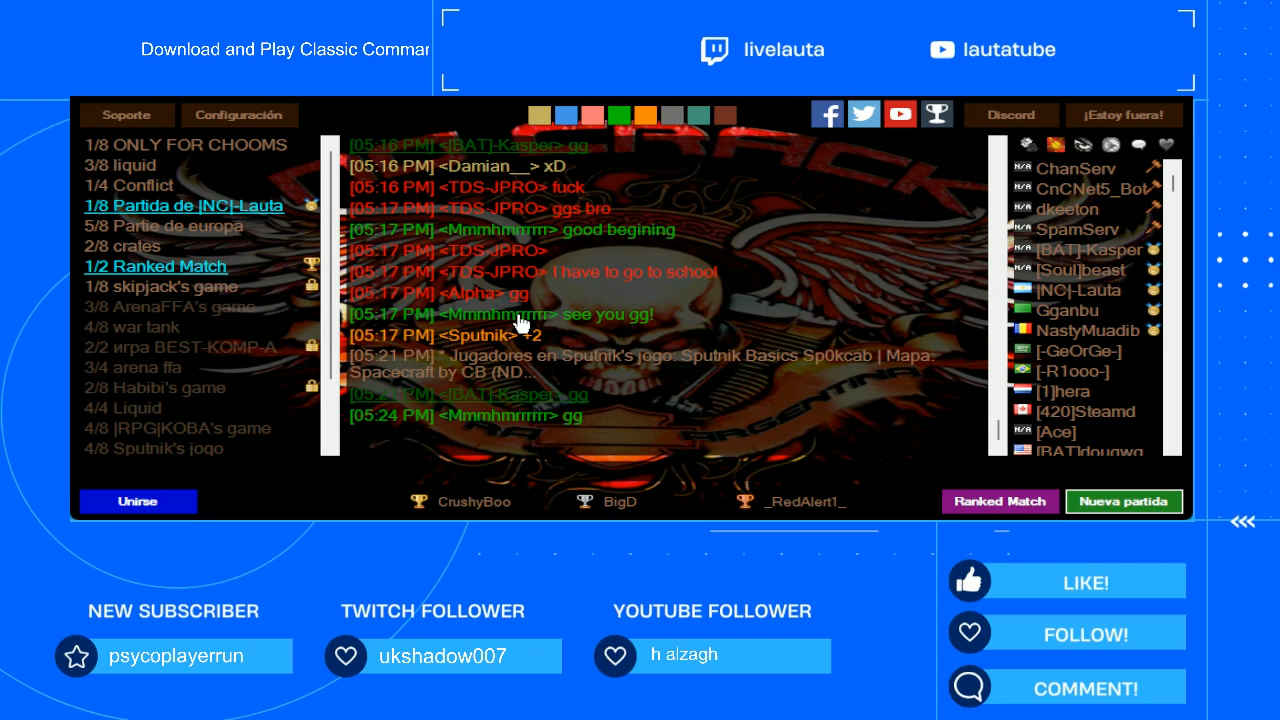 Download and Play Classic Comman
livelauta
lautatube
Soporte
Configuración
Discord
¡Estoy fuera!
1/8 ONLY FOR CHOOMS
3/8 liquid
1/4 Conflict
1/8 Partida de |NC|-Lauta
5/8 Partie de europa
2/8 crates
1/2 Ranked Match
1/8 skipjack's game
3/8 ArenaFFA's game
4/8 war tank
2/2 игра BEST-KOMP-A
3/4 arena ffa
2/8 Habibi's game
4/4 Liquid
4/8 |RPG|KOBA's game
4/8 Sputnik's jogo
[05:16 PM] <[BAT]-Kasper> gg
[05:16 PM] <Damian__> xD
[05:16 PM] <TDS-JPRO> fuck
[05:17 PM] <TDS-JPRO> ggs bro
[05:17 PM] <Mmmhmrrrrrr> good begining
[05:17 PM] <TDS-JPRO>
[05:17 PM] <TDS-JPRO> I have to go to school
[05:17 PM] <Alpha> gg
[05:17 PM] <Mmmhmrrrrrr> see you gg!
[05:17 PM] <Sputnik> +2
[05:21 PM] * Jugadores en Sputnik's jogo: Sputnik Basics Sp0kcab | Mapa:
Spacecraft by CB (ND...
<[BAT]-Kasper> gg
[05:24 PM] <Mmmhmrrrrrr> gg
ARGENTINA
N/A ChanServ
N/A CnCNet5_Bot
N/A dkeeton
N/A SpamServ
N/A [BAT]-Kasper
N/A [Soul]beast
|NC|-Lauta
Gganbu
NastyMuadib
[-GeOrGe-]
[-R1ooo-]
[1]hera
[420]Steamd
N/A [Ace]
[BAT]dougwg
Unirse
CrushyBoo
BigD
_RedAlert1_
Ranked Match
Nueva partida
NEW SUBSCRIBER
psycoplayerrun
TWITCH FOLLOWER
ukshadow007
YOUTUBE FOLLOWER
h alzagh
LIKE!
FOLLOW!
COMMENT!